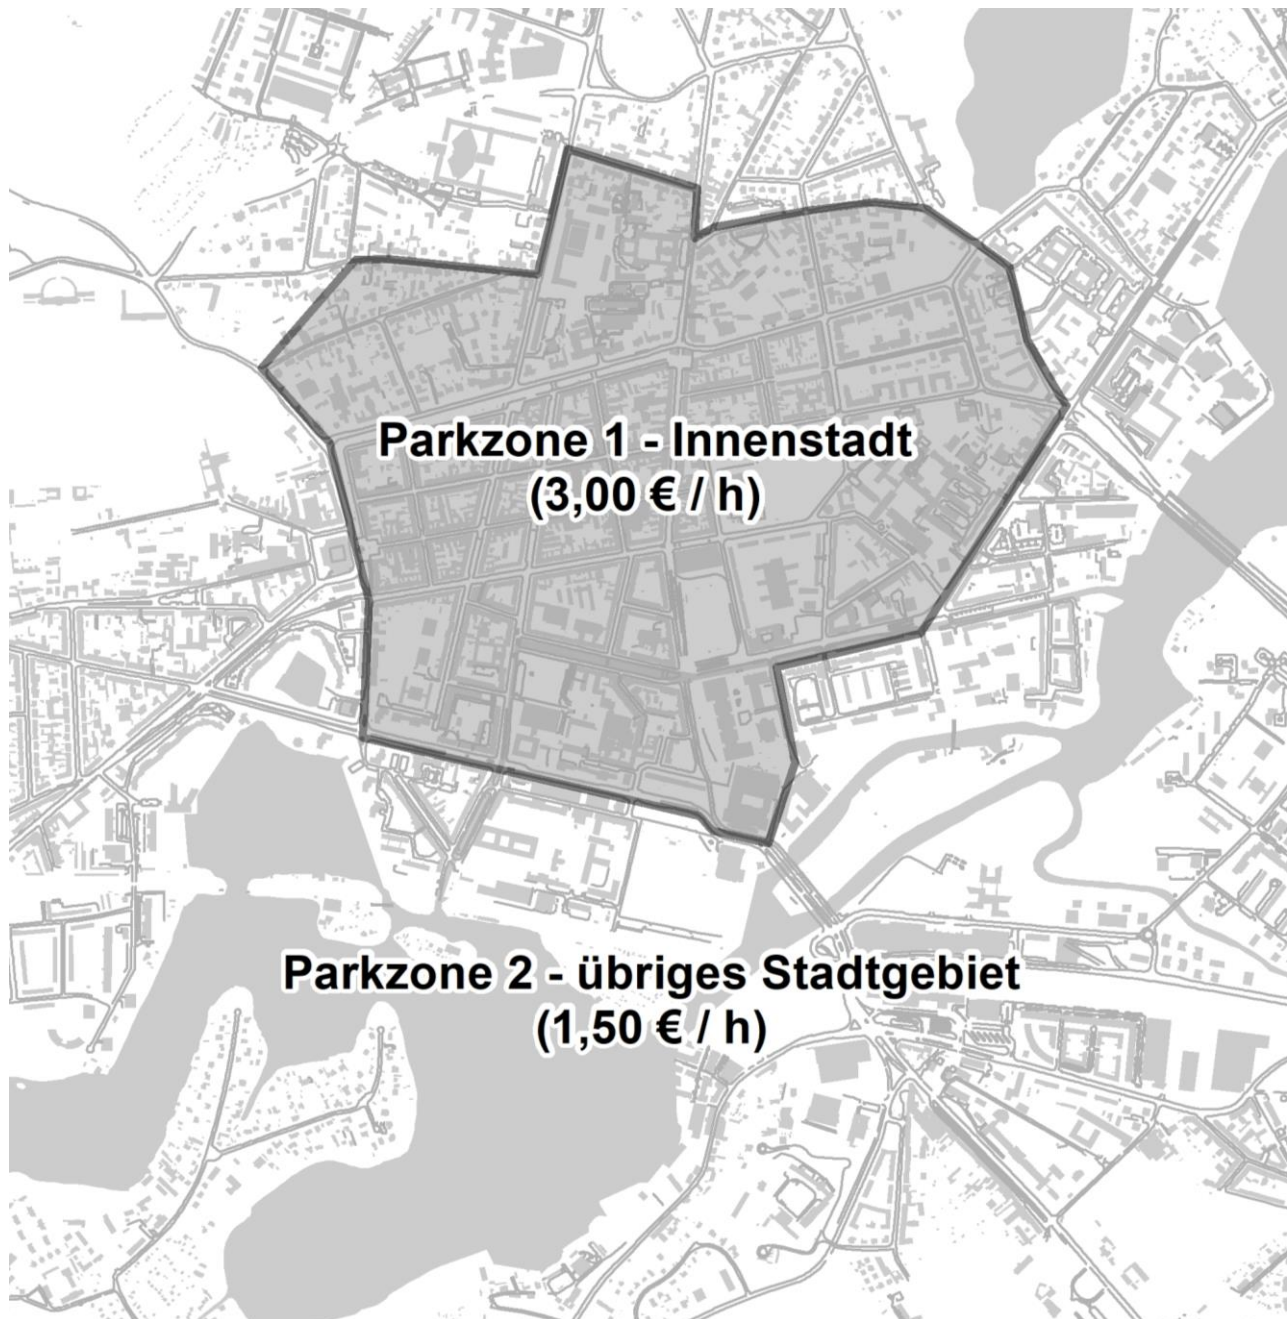 Parkzone 1 - Innenstadt
(3,00 € / h)
Parkzone 2 - übriges Stadtgebiet
(1,50 € / h)